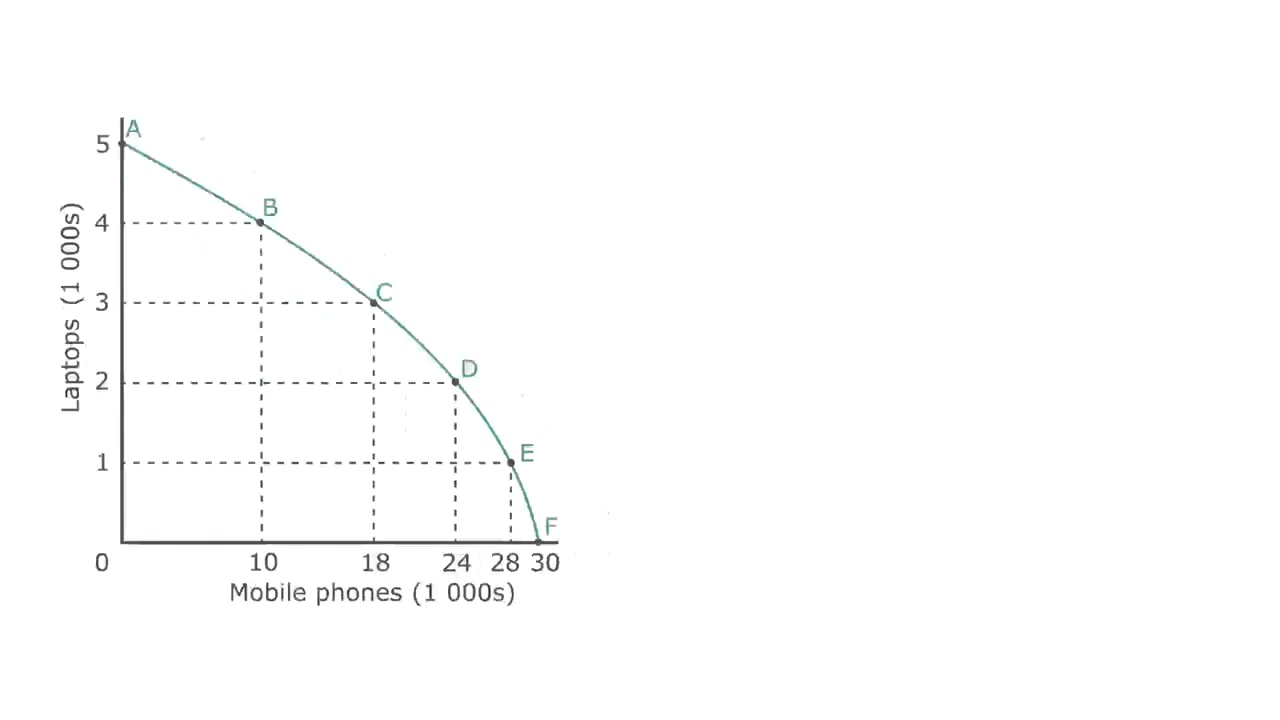 A
5
B
4
C
3
D
2
E
1
F
0 10 18 24 28 30
Laptops (1 000s)
Mobile phones (1 000s)